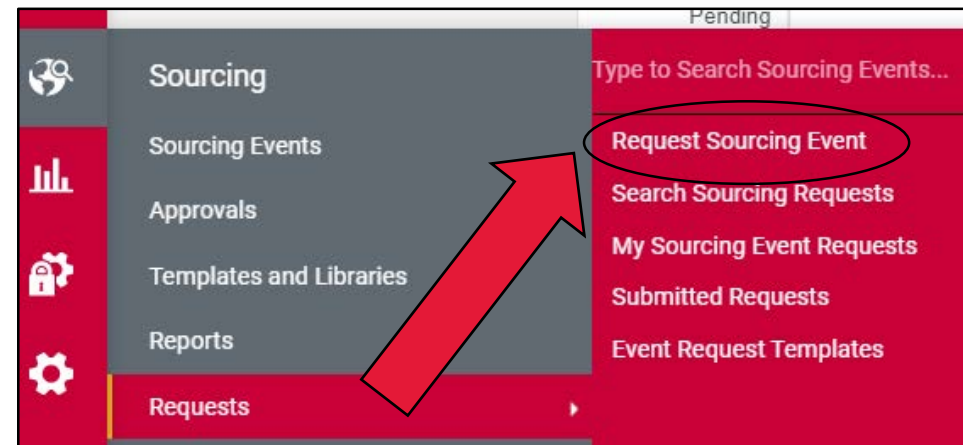 Pending
Sourcing
Sourcing Events
Approvals
Templates and Libraries
Reports
Requests
Type to Search Sourcing Events...
Request Sourcing Event
Search Sourcing Requests
My Sourcing Event Requests
Submitted Requests
Event Request Templates